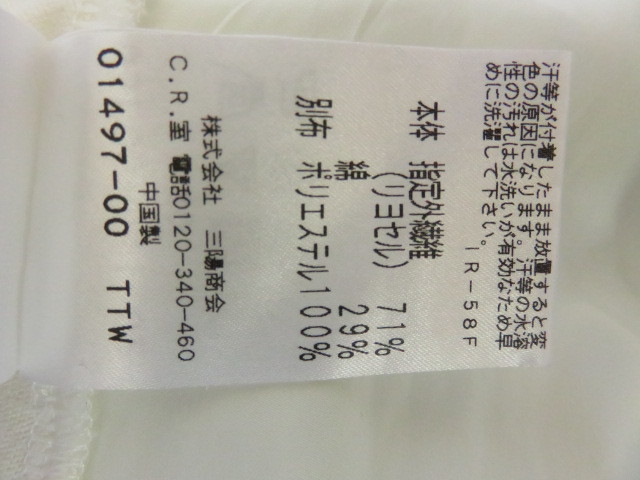 汗等が付着したまま放置すると変
色の原因になります。汗等の水溶
性の汚れは水洗いが有効なため早
めに洗濯して下さい。
IR-58F
本体 指定外繊維
(リヨセル) 71%
綿 29%
別布 ポリエステル100%
株式会社 三陽商会
C.R.室 電話0120-340-460
中国製
01497-00 TTW